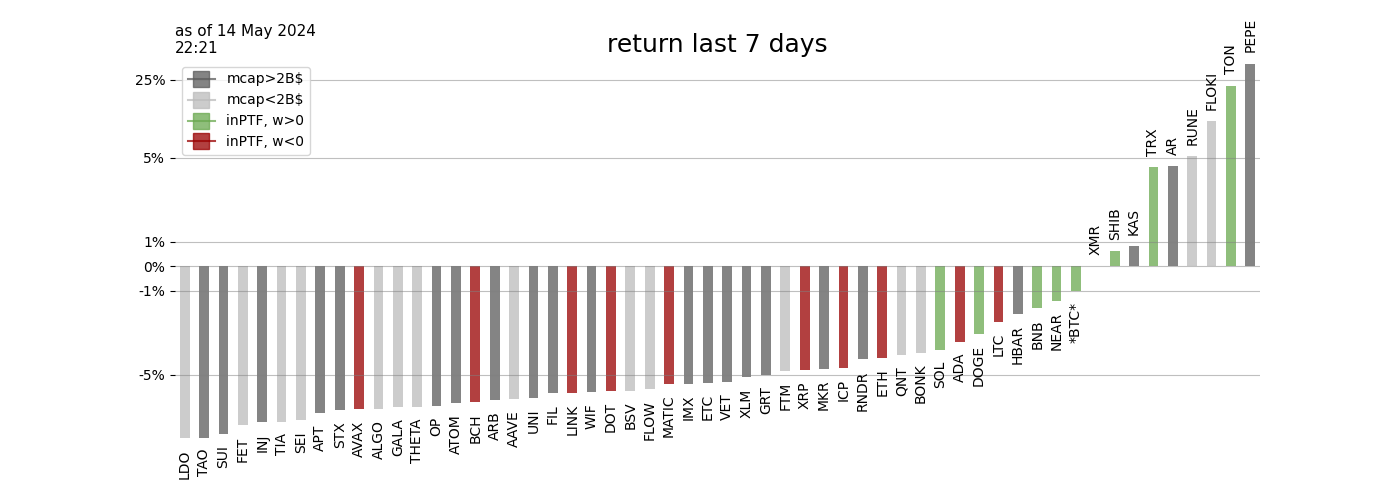 as of 14 May 2024
22:21
return last 7 days
mcap>2B$
mcap<2B$
inPTF, w>0
inPTF, w<0
25%
5%
1%
0%
-1%
-5%
LDO
TAO
SUI
FET
INJ
TIA
SEI
APT
STX
AVAX
ALGO
GALA
THETA
OP
ATOM
BCH
ARB
AAVE
UNI
FIL
LINK
WIF
DOT
BSV
FLOW
MATIC
IMX
ETC
VET
XLM
GRT
FTM
XRP
MKR
ICP
RNDR
ETH
QNT
BONK
SOL
ADA
DOGE
LTC
HBAR
BNB
NEAR
*BTC*
XMR
SHIB
KAS
TRX
AR
RUNE
FLOKI
TON
PEPE